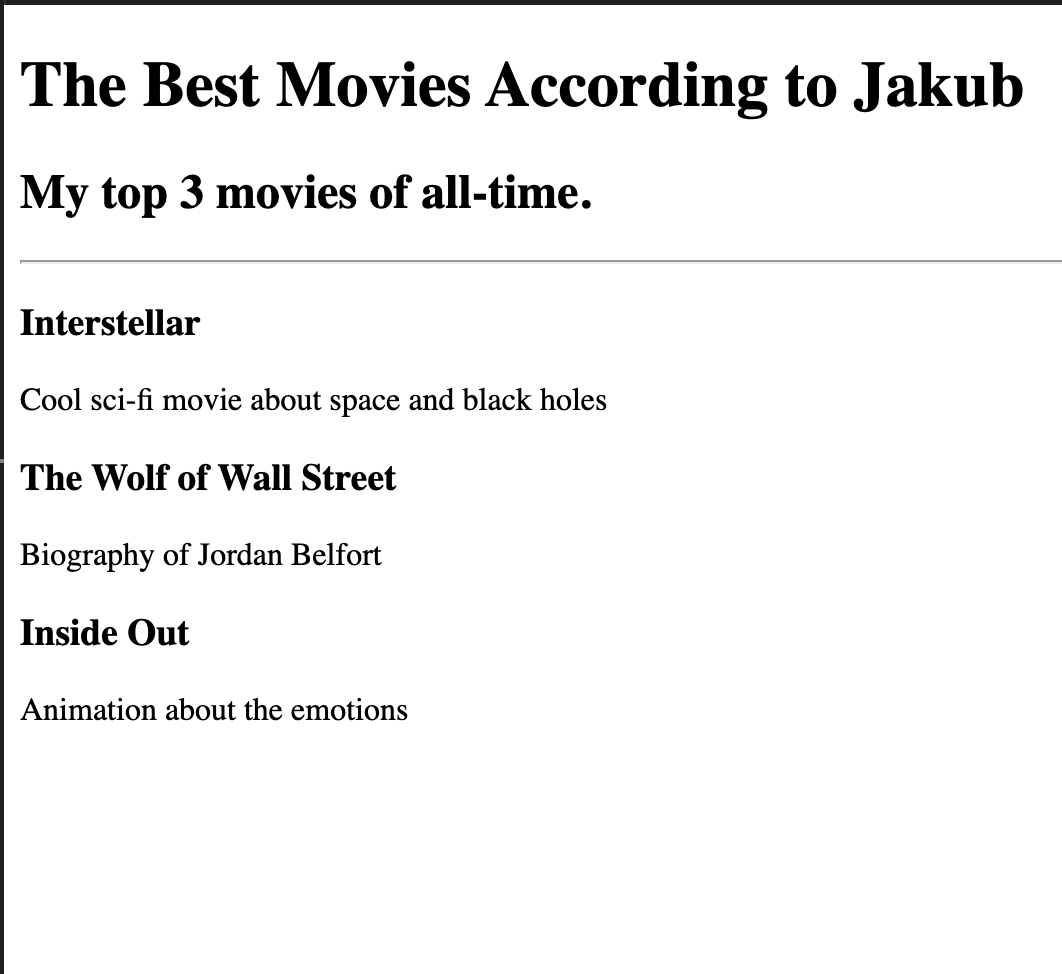 The Best Movies According to Jakub
My top 3 movies of all-time.
Interstellar
Cool sci-fi movie about space and black holes
The Wolf of Wall Street
Biography of Jordan Belfort
Inside Out
Animation about the emotions